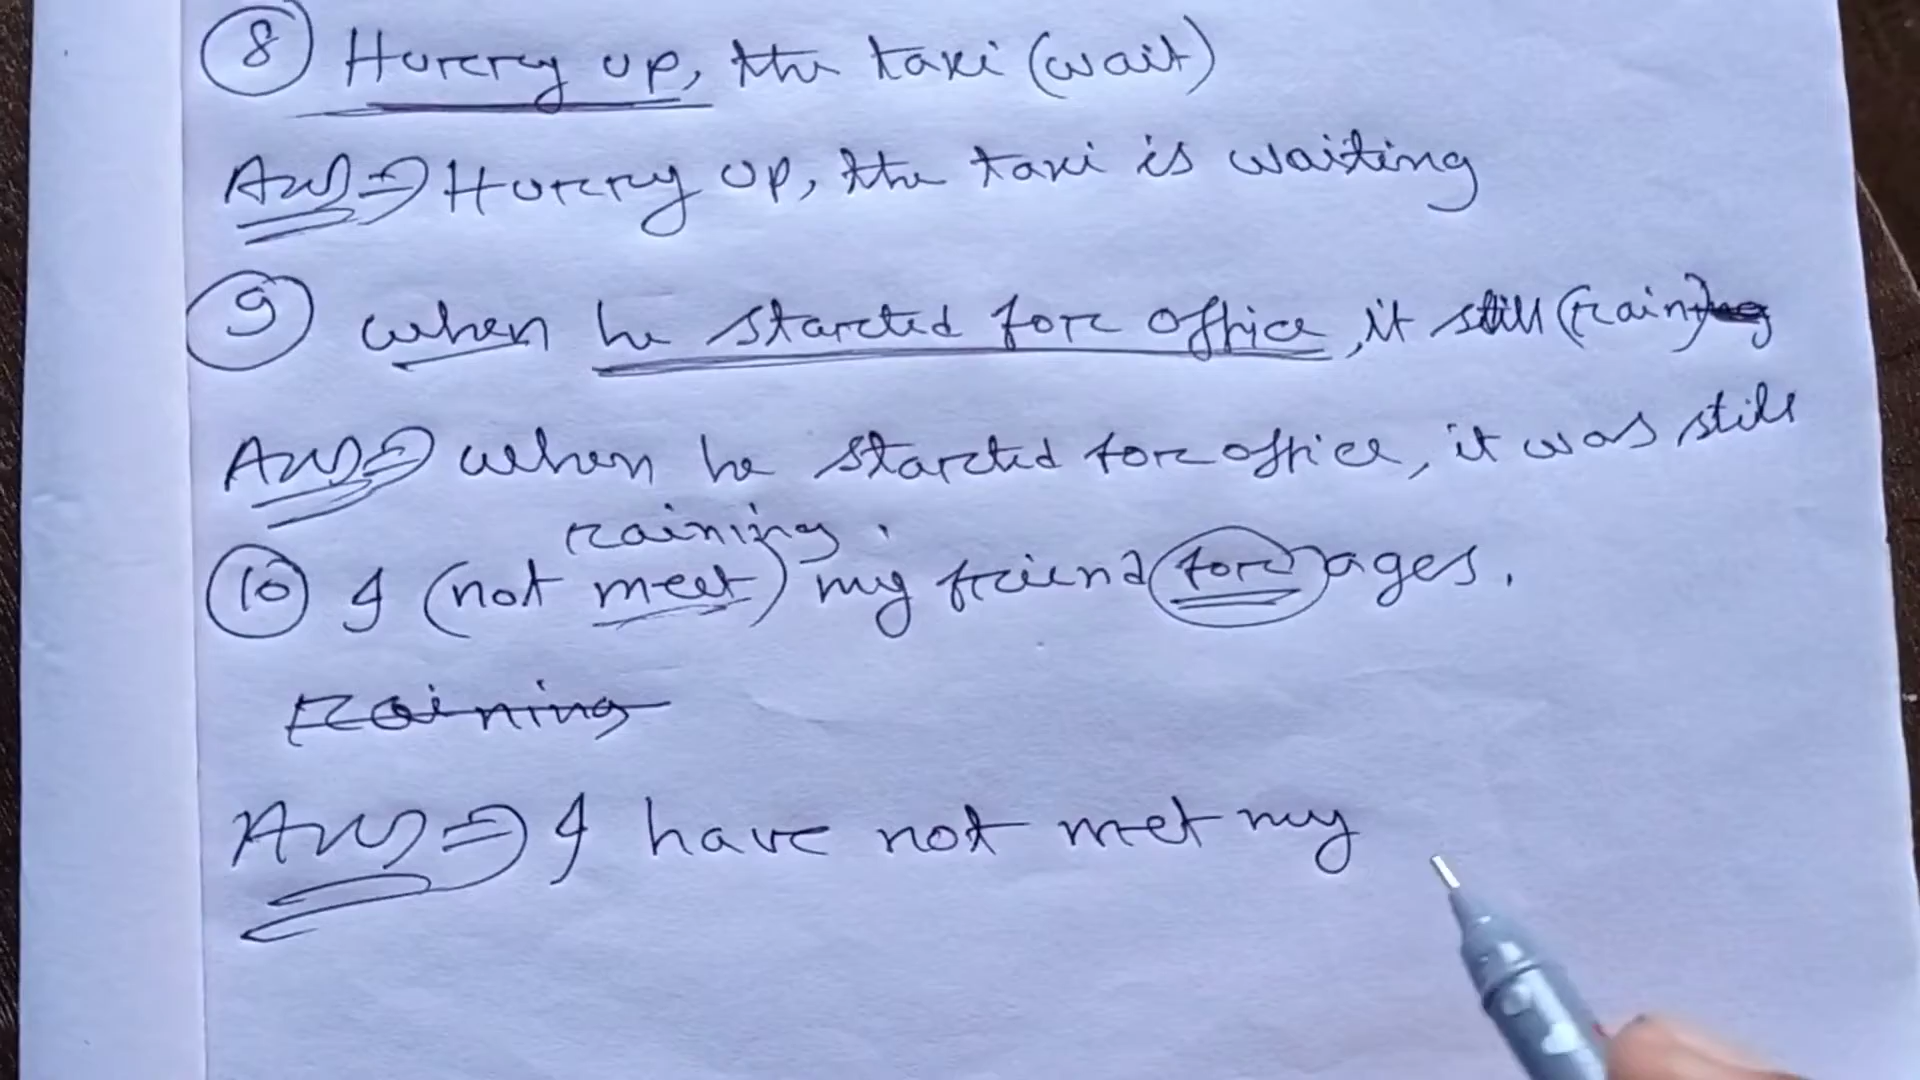 8 Hurry up, the taxi (wait)
Ans => Hurry up, the taxi is waiting
9 when he started for office, it still (rain)
Ans => when he started for office, it was still
raining.
10 I (not meet) my friend for ages.
raining
Ans => I have not met my